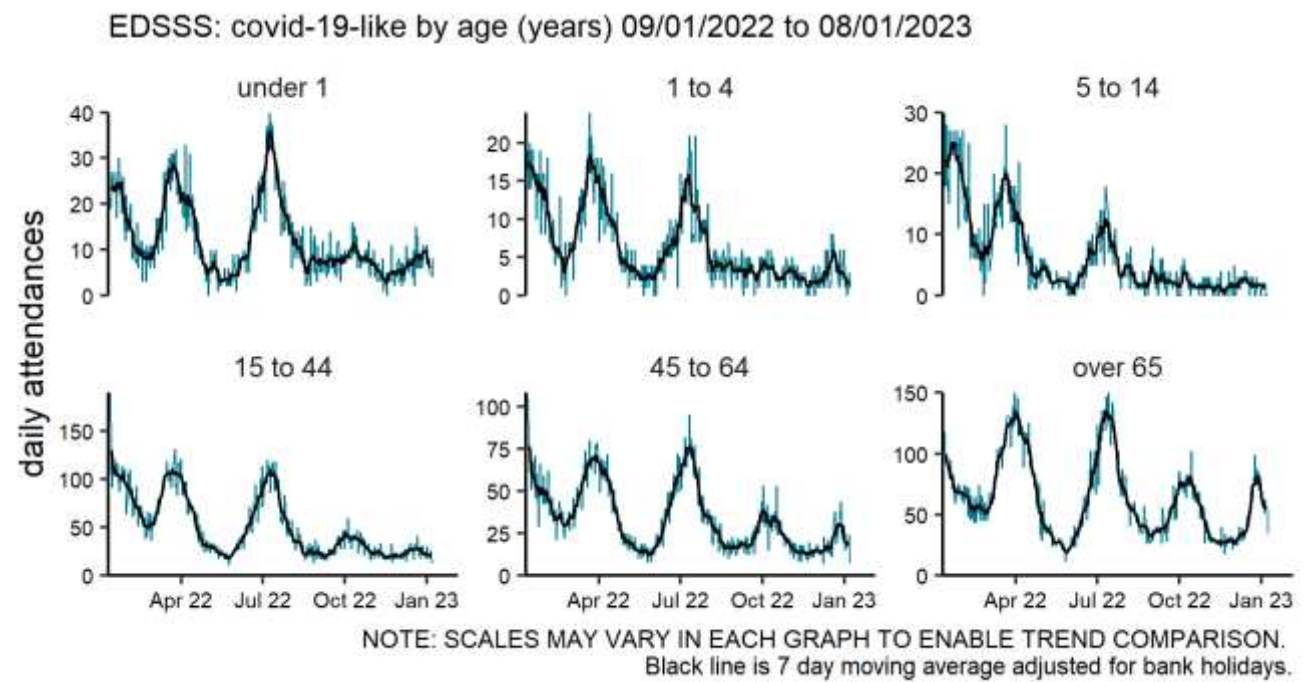 EDSSS: covid-19-like by age (years) 09/01/2022 to 08/01/2023
under 1
1 to 4
5 to 14
40
30
20
10
0
20
15
10
5
0
30
20
10
0
daily attendances
15 to 44
45 to 64
over 65
150
100
50
0
100
75
50
25
0
150
100
50
0
Apr 22 Jul 22 Oct 22 Jan 23
Apr 22 Jul 22 Oct 22 Jan 23
Apr 22 Jul 22 Oct 22 Jan 23
NOTE: SCALES MAY VARY IN EACH GRAPH TO ENABLE TREND COMPARISON.
Black line is 7 day moving average adjusted for bank holidays.